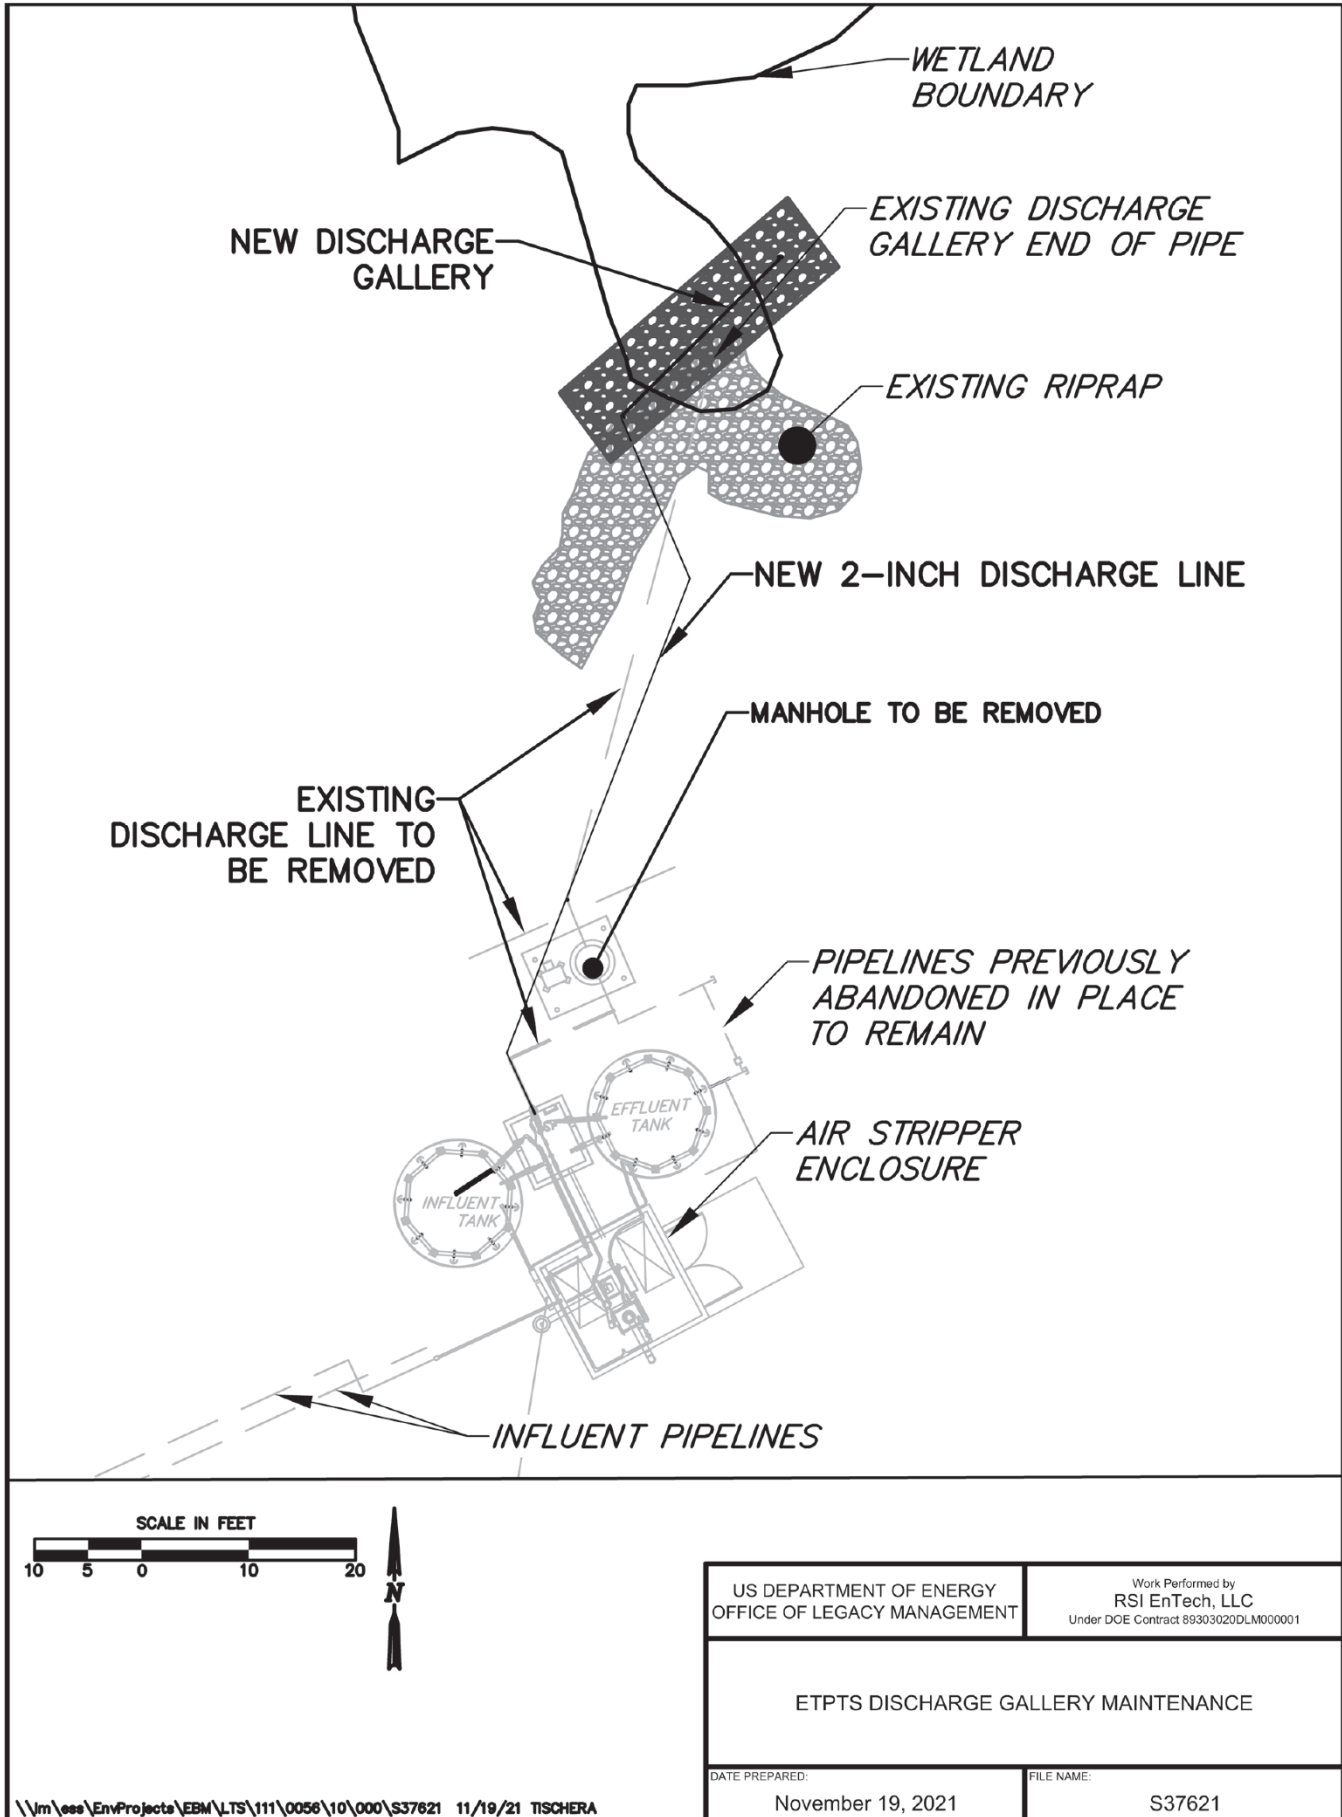 WETLAND
BOUNDARY
EXISTING DISCHARGE
GALLERY END OF PIPE
NEW DISCHARGE
GALLERY
EXISTING RIPRAP
NEW 2-INCH DISCHARGE LINE
MANHOLE TO BE REMOVED
EXISTING
DISCHARGE LINE TO
BE REMOVED
PIPELINES PREVIOUSLY
ABANDONED IN PLACE
TO REMAIN
EFFLUENT
TANK
AIR STRIPPER
ENCLOSURE
INFLUENT
TANK
INFLUENT PIPELINES
SCALE IN FEET
10 5 0 10 20
N
US DEPARTMENT OF ENERGY
OFFICE OF LEGACY MANAGEMENT
Work Performed by
RSI EnTech, LLC
Under DOE Contract 89303020DLM000001
ETPTS DISCHARGE GALLERY MAINTENANCE
DATE PREPARED:
November 19, 2021
FILE NAME:
S37621
\\lm\ess\EnvProjects\EBM\LTS\111\0056\10\000\S37621 11/19/21 TISCHERA